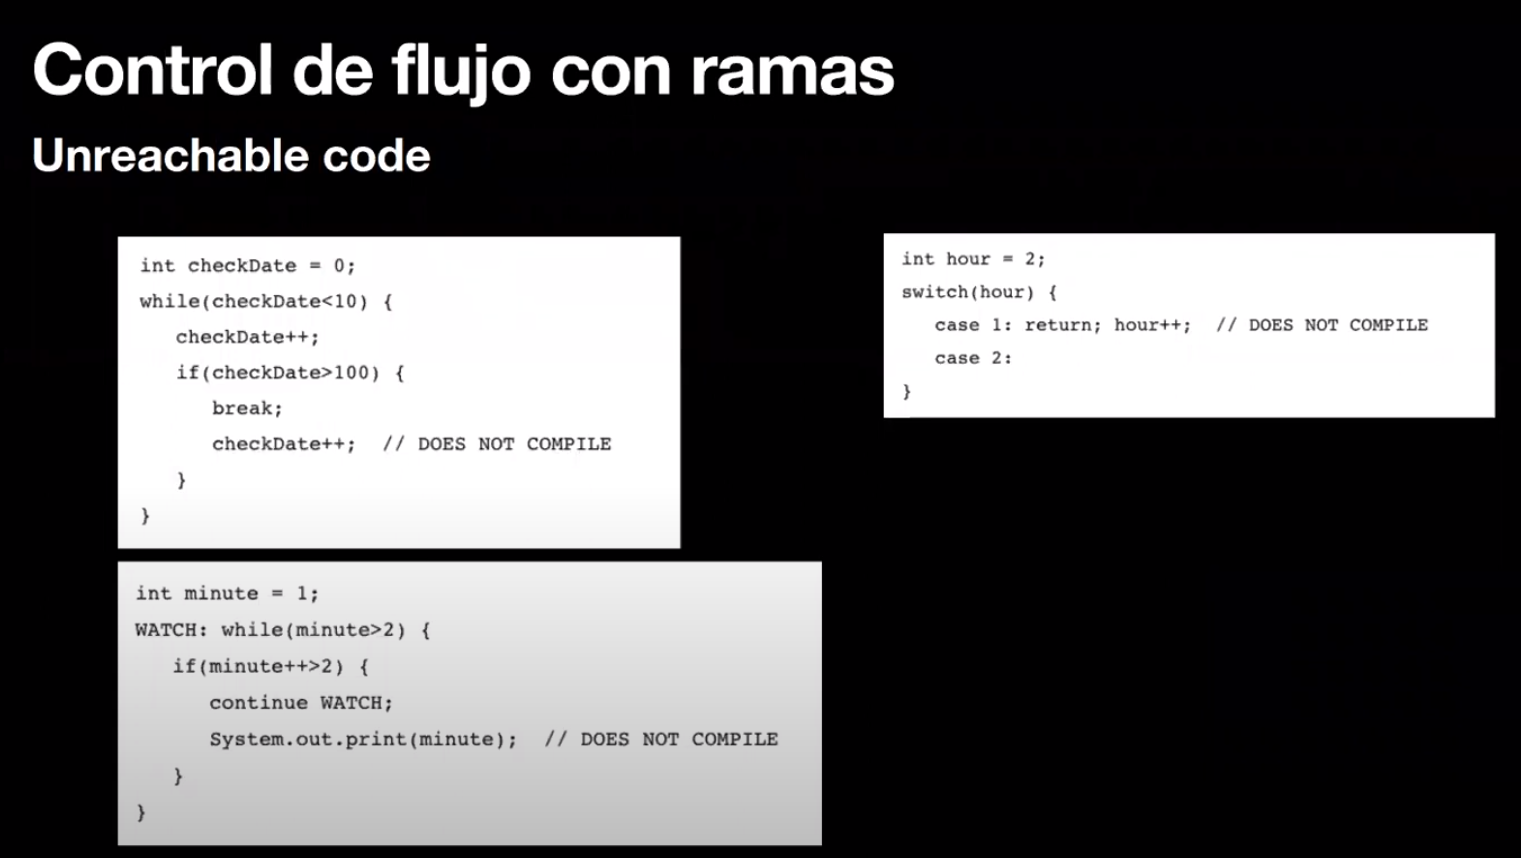 Control de flujo con ramas
Unreachable code
int checkDate = 0;
while(checkDate<10) {
checkDate++;
if(checkDate>100) {
break;
checkDate++;  // DOES NOT COMPILE
}
}
int minute = 1;
WATCH: while(minute>2) {
if(minute++>2) {
continue WATCH;
System.out.print(minute);  // DOES NOT COMPILE
}
}
int hour = 2;
switch(hour) {
case 1: return; hour++;  // DOES NOT COMPILE
case 2:
}